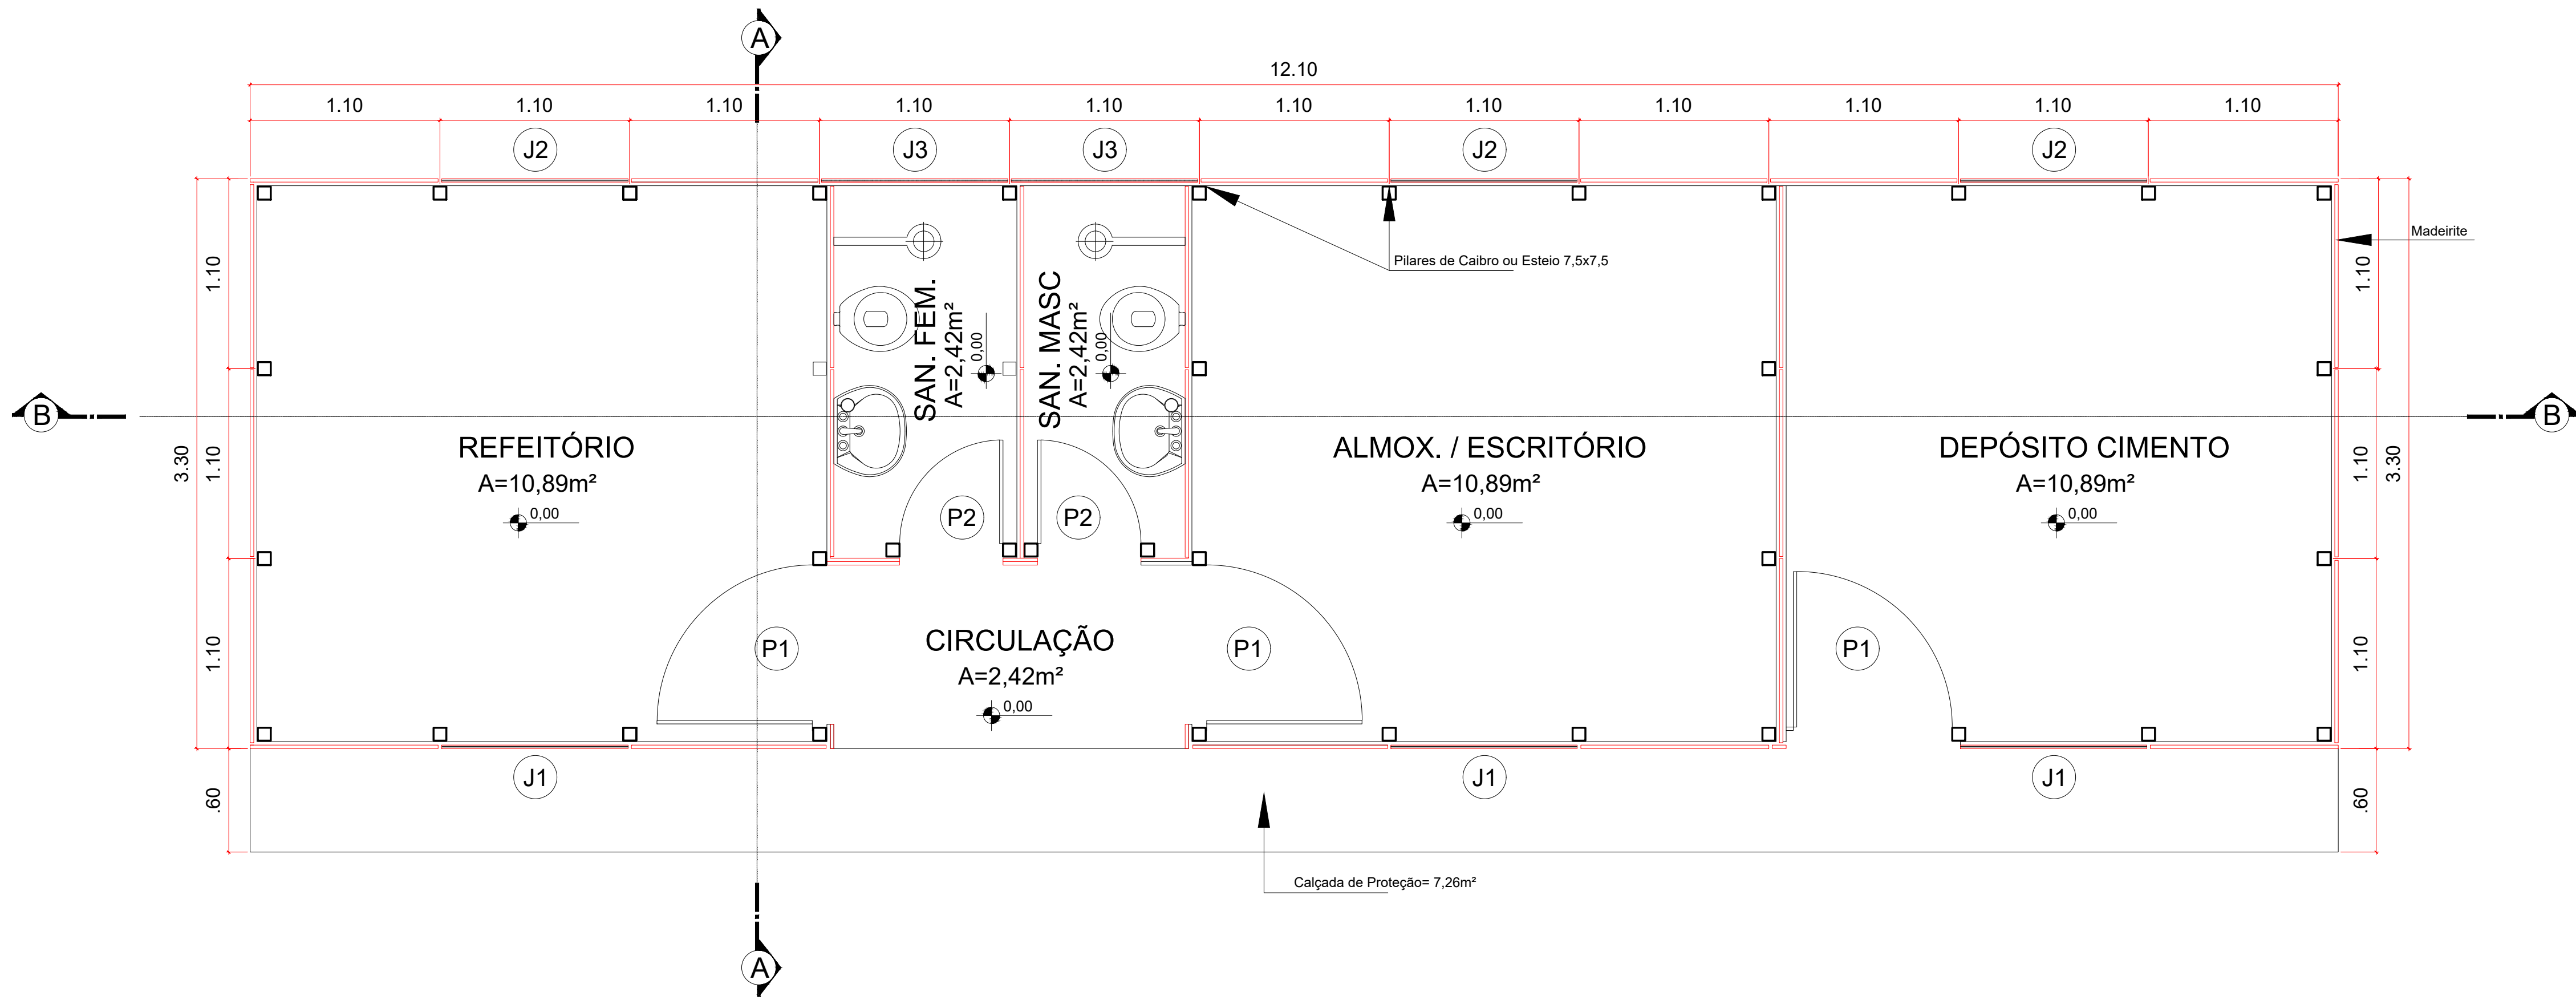 A
12.10
1.10 1.10 1.10 1.10 1.10 1.10 1.10 1.10 1.10 1.10 1.10
J2 J3 J3 J2 J2
Madeirite
Pilares de Caibro ou Esteio 7,5x7,5
1.10 1.10
SAN. FEM.
A=2,42m²
0,00
SAN. MASC
A=2,42m²
0,00
B B
3.30 1.10 1.10 3.30
REFEITÓRIO
A=10,89m²
0,00
ALMOX. / ESCRITÓRIO
A=10,89m²
0,00
DEPÓSITO CIMENTO
A=10,89m²
0,00
P2 P2
1.10 1.10
P1 P1 P1
CIRCULAÇÃO
A=2,42m²
0,00
J1 J1 J1
.60 .60
Calçada de Proteção= 7,26m²
A